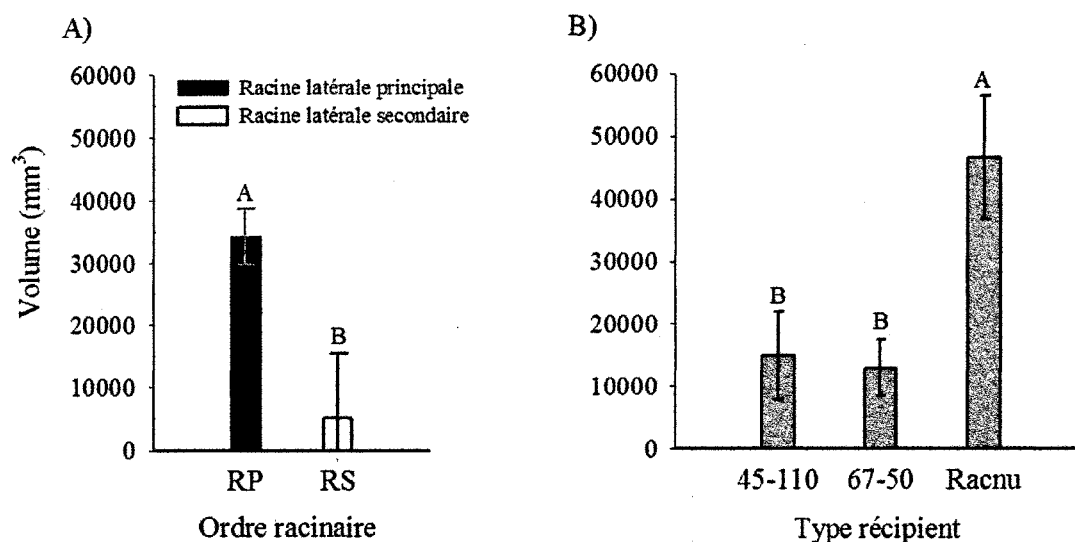 A)
60000
50000
40000
30000
20000
10000
0
Volume (mm³)
Racine latérale principale
Racine latérale secondaire
A
B
RP RS
Ordre racinaire
B)
60000
50000
40000
30000
20000
10000
0
B
B
A
45-110 67-50 Racnu
Type récipient